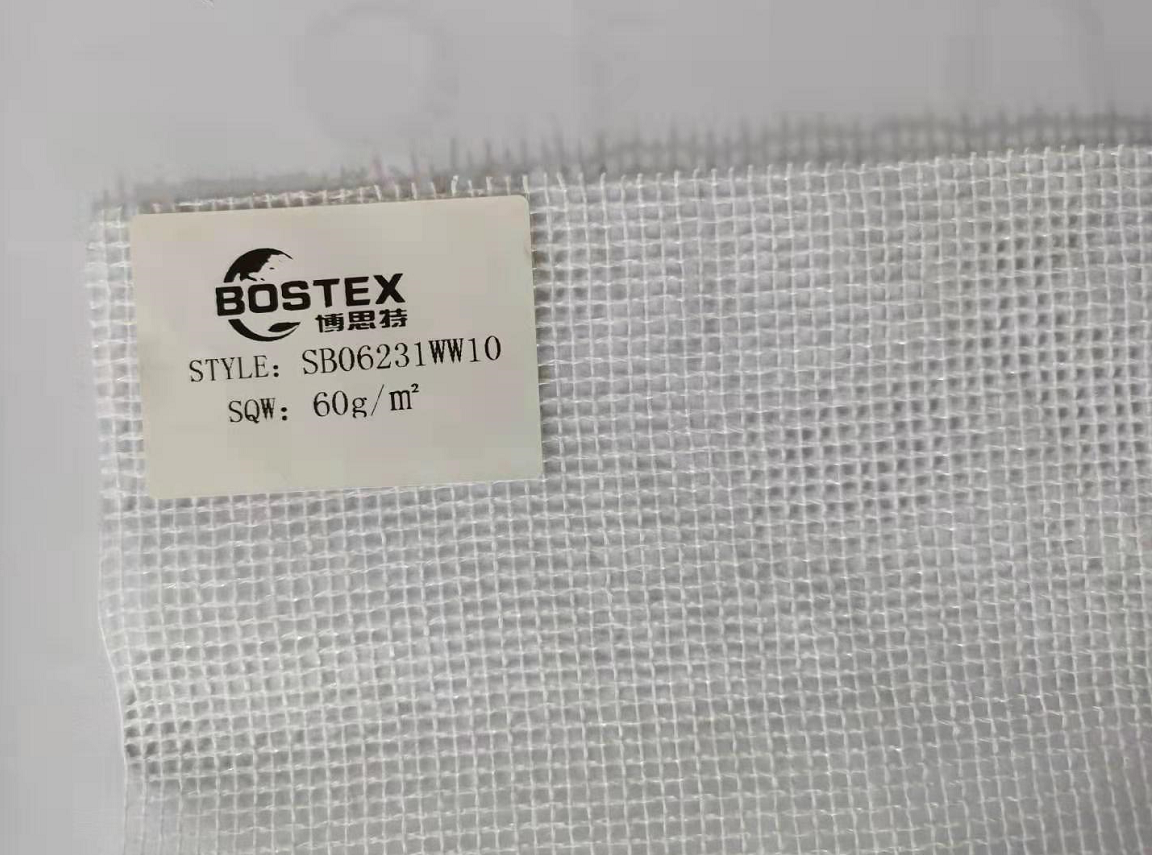 BOSTEX
博思特
STYLE: SB06231WW10
SQW: 60g/m²